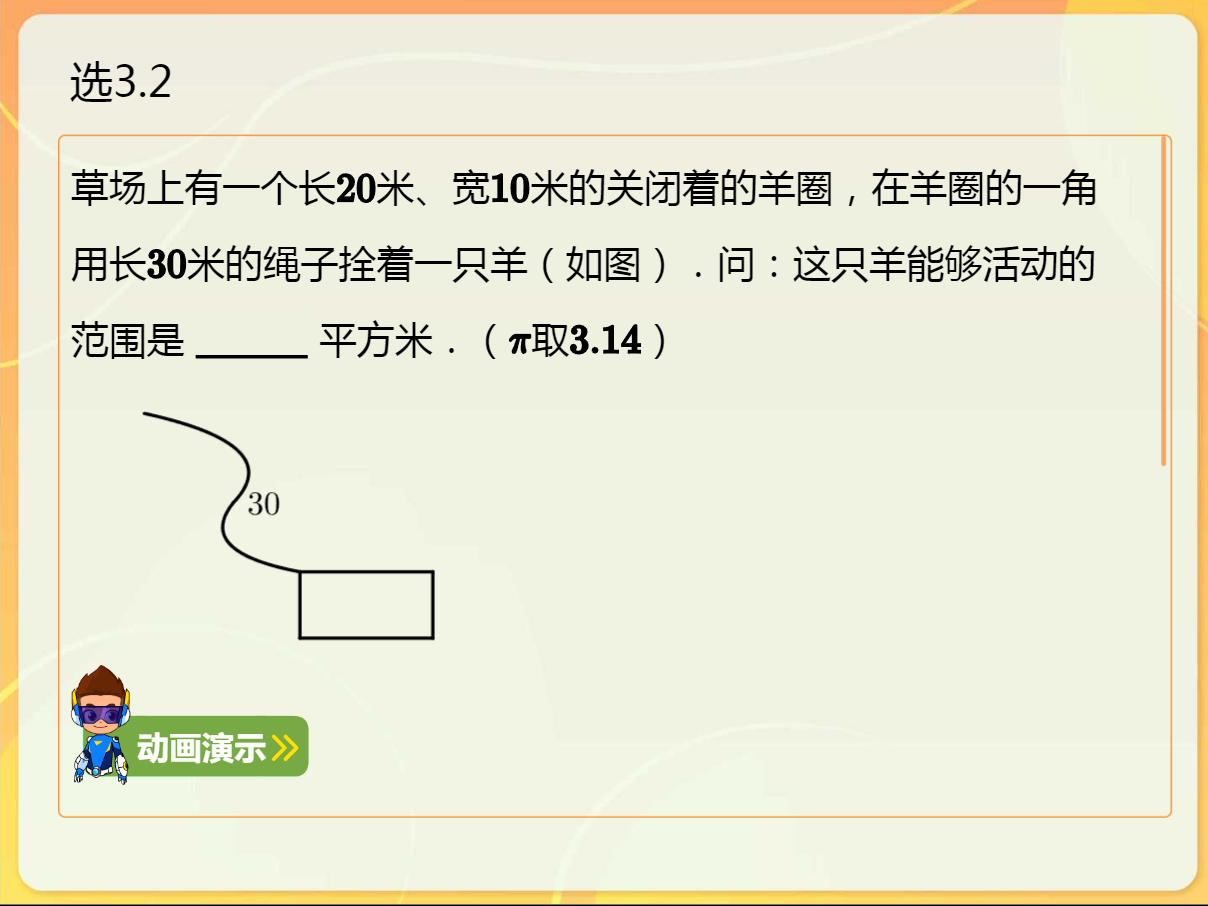 选3.2
草场上有一个长20米、宽10米的关闭着的羊圈，在羊圈的一角
用长30米的绳子拴着一只羊（如图）．问：这只羊能够活动的
范围是 ______ 平方米．（π取3.14）
30
动画演示